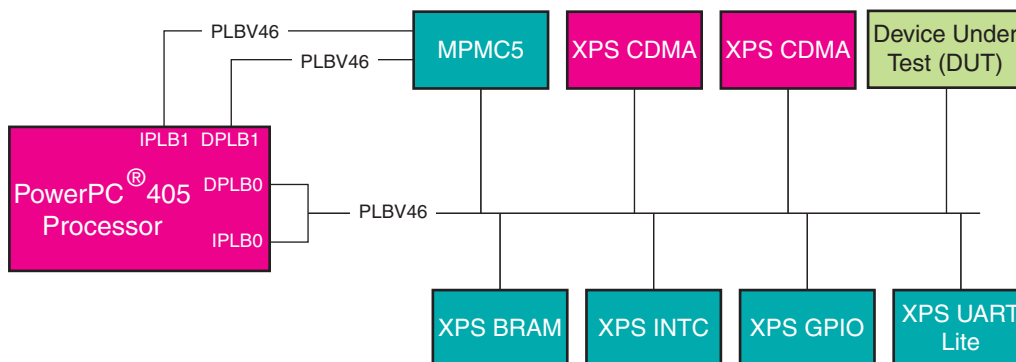 PLBV46
PLBV46
MPMC5
XPS CDMA
XPS CDMA
Device Under
Test (DUT)
IPLB1 DPLB1
PowerPC® 405
Processor
DPLB0
IPLB0
PLBV46
XPS BRAM
XPS INTC
XPS GPIO
XPS UART
Lite